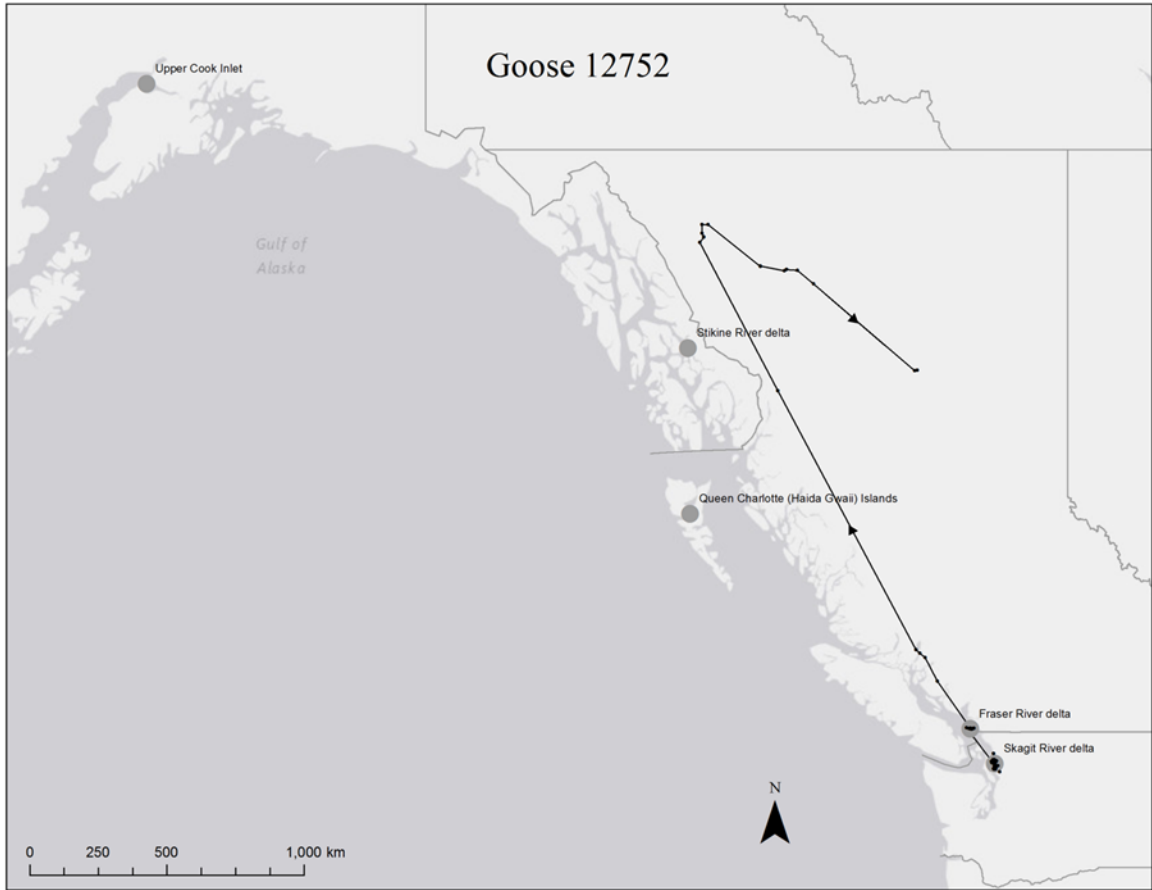 Goose 12752
Upper Cook Inlet
Gulf of
Alaska
Stikine River delta
Queen Charlotte (Haida Gwaii) Islands
Fraser River delta
Skagit River delta
N
0 250 500 1,000 km